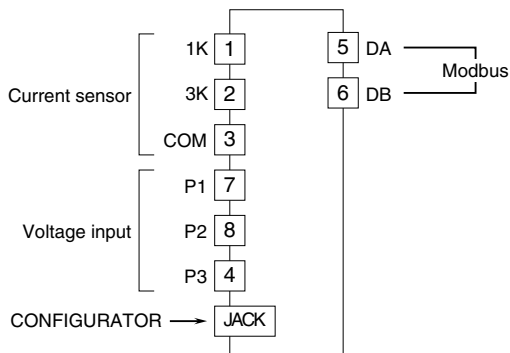 1K 1 5 DA
Modbus
Current sensor 3K 2 6 DB
COM 3
P1 7
Voltage input P2 8
P3 4
CONFIGURATOR JACK